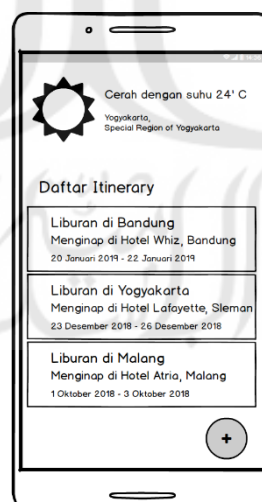 Cerah dengan suhu 24' C
Yogyakarta,
Special Region of Yogyakarta
Daftar Itinerary
Liburan di Bandung
Menginap di Hotel Whiz, Bandung
20 Januari 2019 - 22 Januari 2019
Liburan di Yogyakarta
Menginap di Hotel Lafayette, Sleman
23 Desember 2018 - 26 Desember 2018
Liburan di Malang
Menginap di Hotel Atria, Malang
1 Oktober 2018 - 3 Oktober 2018
+